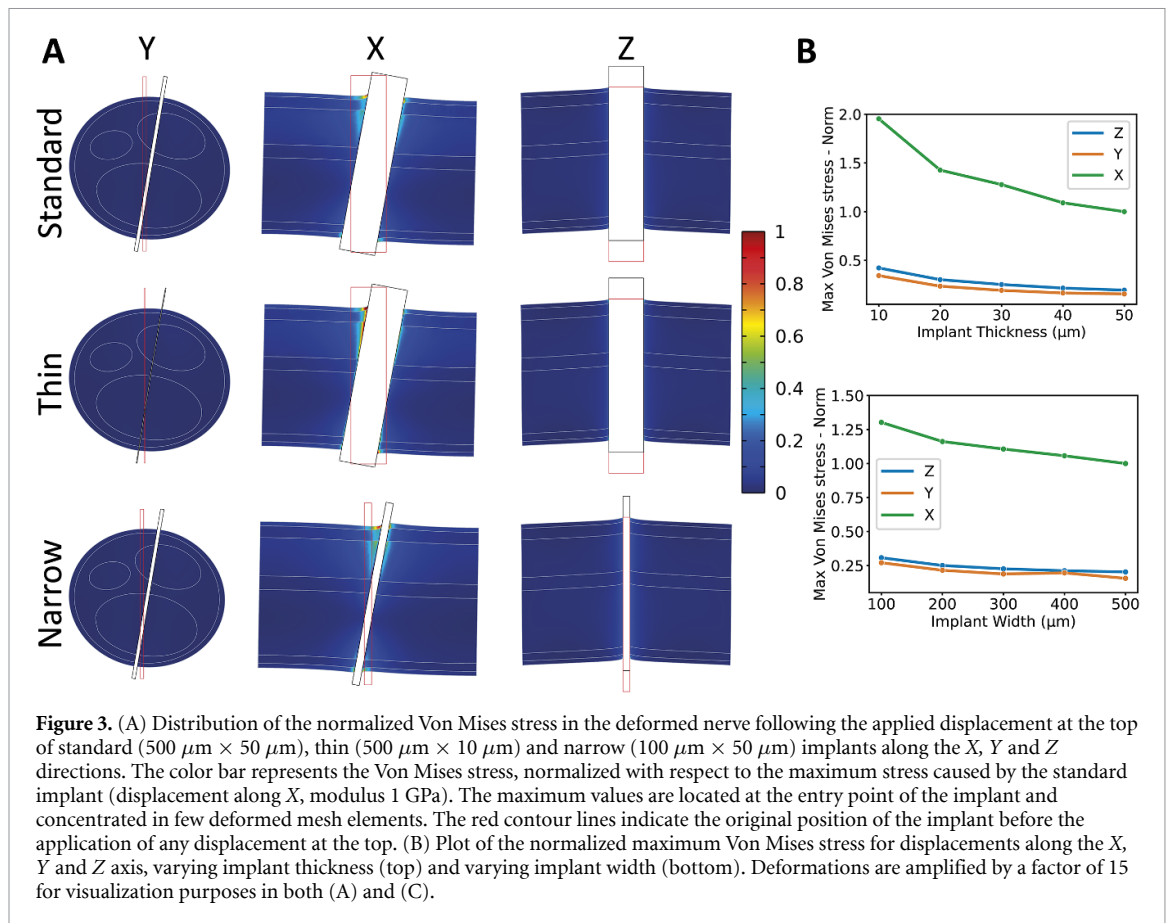 A
Y
X
Z
B
Standard
Thin
Narrow
1
0.8
0.6
0.4
0.2
0
Max Von Mises stress - Norm
2.0
1.5
1.0
0.5
Z
Y
X
10
20
30
40
50
Implant Thickness (μm)
Max Von Mises stress - Norm
1.50
1.25
1.00
0.75
0.50
0.25
Z
Y
X
100
200
300
400
500
Implant Width (μm)
Figure 3. (A) Distribution of the normalized Von Mises stress in the deformed nerve following the applied displacement at the top
of standard (500 μm × 50 μm), thin (500 μm × 10 μm) and narrow (100 μm × 50 μm) implants along the X, Y and Z
directions. The color bar represents the Von Mises stress, normalized with respect to the maximum stress caused by the standard
implant (displacement along X, modulus 1 GPa). The maximum values are located at the entry point of the implant and
concentrated in few deformed mesh elements. The red contour lines indicate the original position of the implant before the
application of any displacement at the top. (B) Plot of the normalized maximum Von Mises stress for displacements along the X,
Y and Z axis, varying implant thickness (top) and varying implant width (bottom). Deformations are amplified by a factor of 15
for visualization purposes in both (A) and (C).